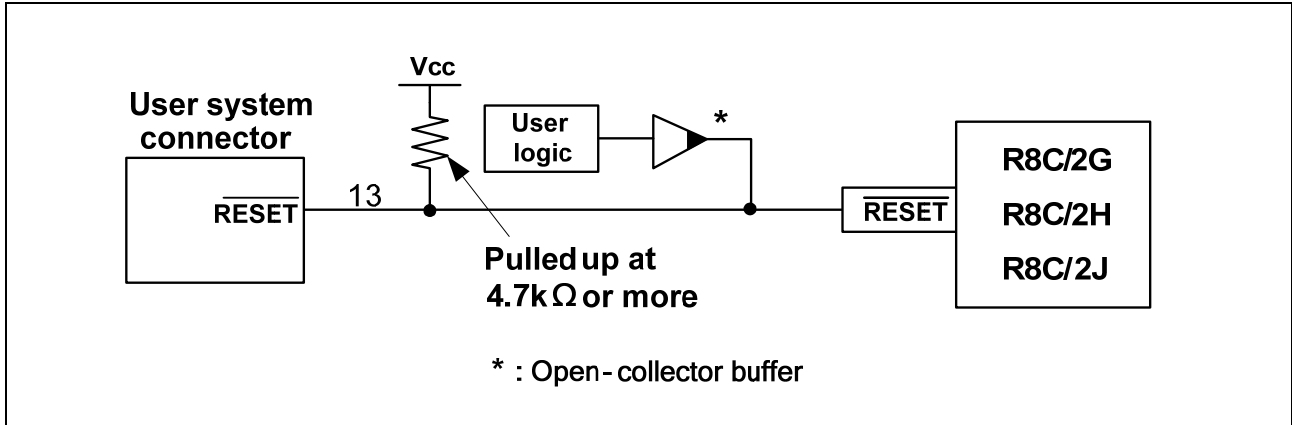 Vcc
User system
connector
User
logic
*
RESET
13
RESET
R8C/2G
R8C/2H
R8C/2J
Pulled up at
4.7kΩ or more
* : Open-collector buffer